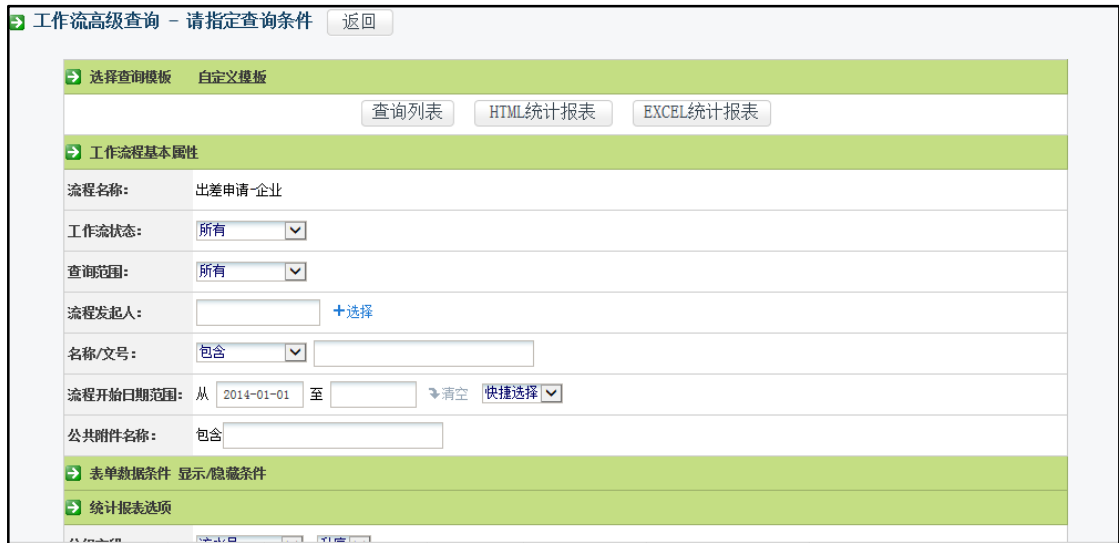 工作流高级查询 - 请指定查询条件 返回
选择查询模板 自定义模板
查询列表 HTML统计报表 EXCEL统计报表
工作流程基本属性
流程名称: 出差申请-企业
工作流状态: 所有
查询范围: 所有
流程发起人: +选择
名称/文号: 包含
流程开始日期范围: 从 2014-01-01 至 清空 快捷选择
公共附件名称: 包含
表单数据条件 显示/隐藏条件
统计报表选项